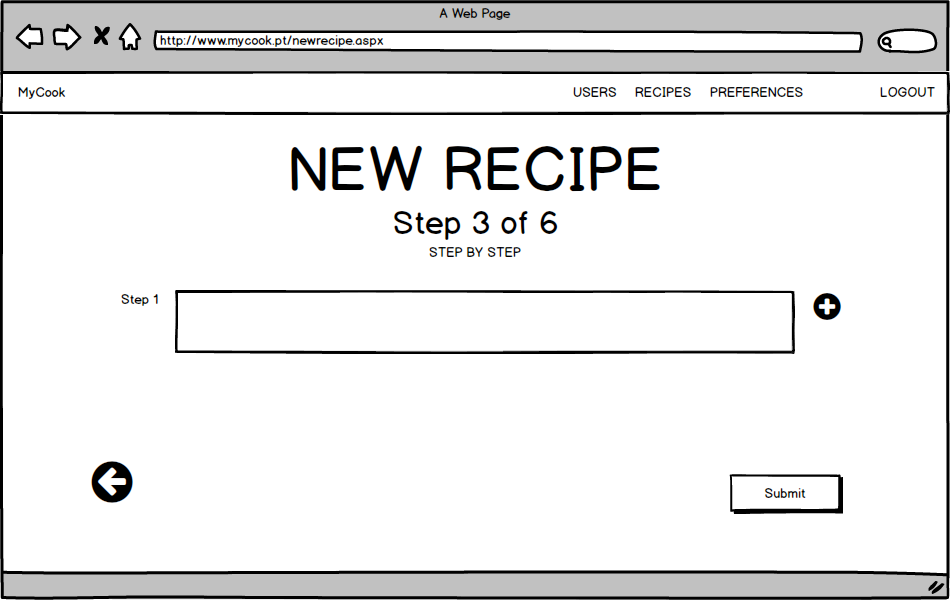 A Web Page
http://www.mycook.pt/newrecipe.aspx
MyCook USERS RECIPES PREFERENCES LOGOUT
NEW RECIPE
Step 3 of 6
STEP BY STEP
Step 1
Submit